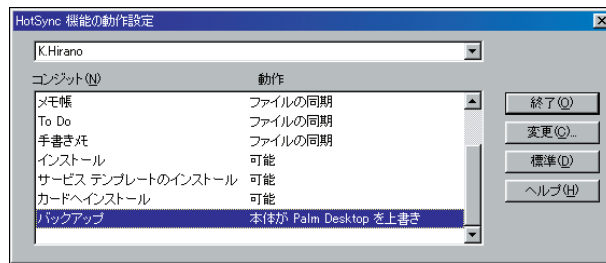 HotSync 機能の動作設定
K.Hirano
コンジット(N) 動作
メモ帳 ファイルの同期
To Do ファイルの同期
手書きメモ ファイルの同期
インストール 可能
サービス テンプレートのインストール 可能
カードへインストール 可能
バックアップ 本体が Palm Desktop を上書き
終了(O)
変更(C)...
標準(D)
ヘルプ(H)